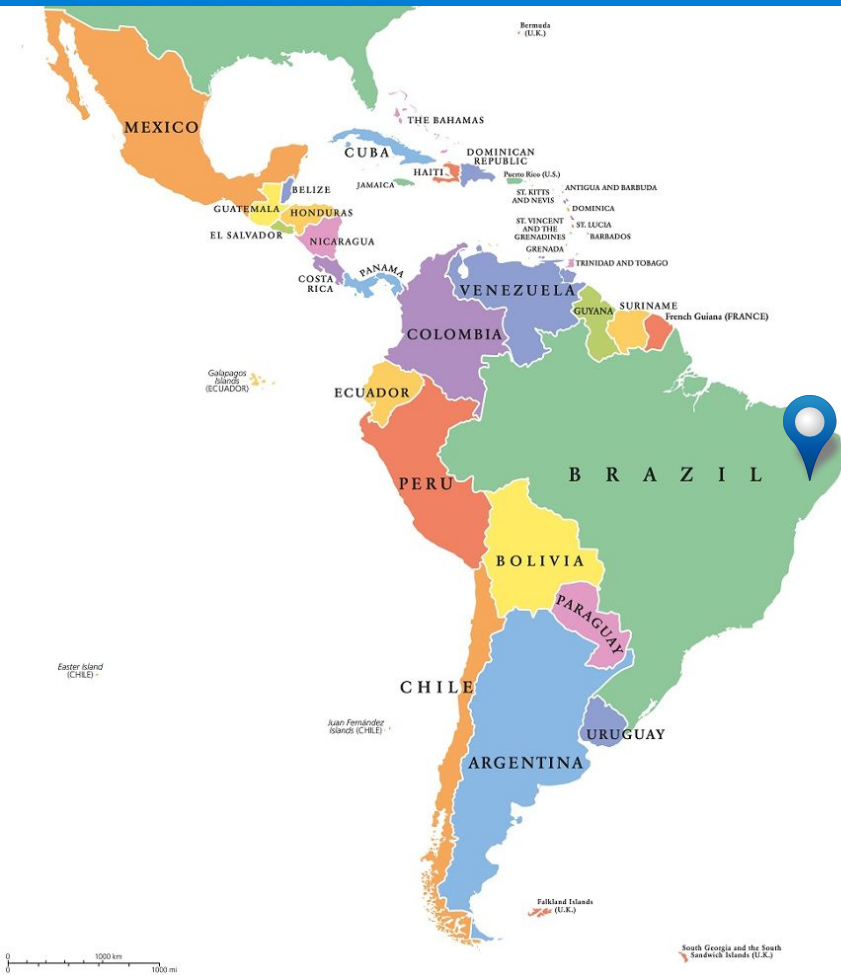 Bermuda
(U.K.)
MEXICO
THE BAHAMAS
CUBA
DOMINICAN
REPUBLIC
HAITI
Puerto Rico (U.S.)
JAMAICA
BELIZE
ST. KITTS
AND NEVIS
ANTIGUA AND BARBUDA
GUATEMALA
HONDURAS
DOMINICA
ST. VINCENT
AND THE
GRENADINES
ST. LUCIA
BARBADOS
EL SALVADOR
NICARAGUA
GRENADA
TRINIDAD AND TOBAGO
COSTA
RICA
PANAMA
VENEZUELA
GUYANA
SURINAME
French Guiana (FRANCE)
COLOMBIA
Galapagos
Islands
(ECUADOR)
ECUADOR
PERU
BRAZIL
BOLIVIA
PARAGUAY
Easter Island
(CHILE)
CHILE
Juan Fernández
Islands (CHILE)
URUGUAY
ARGENTINA
Falkland Islands
(U.K.)
South Georgia and the South
Sandwich Islands (U.K.)
0 1000 km
0 1000 mi